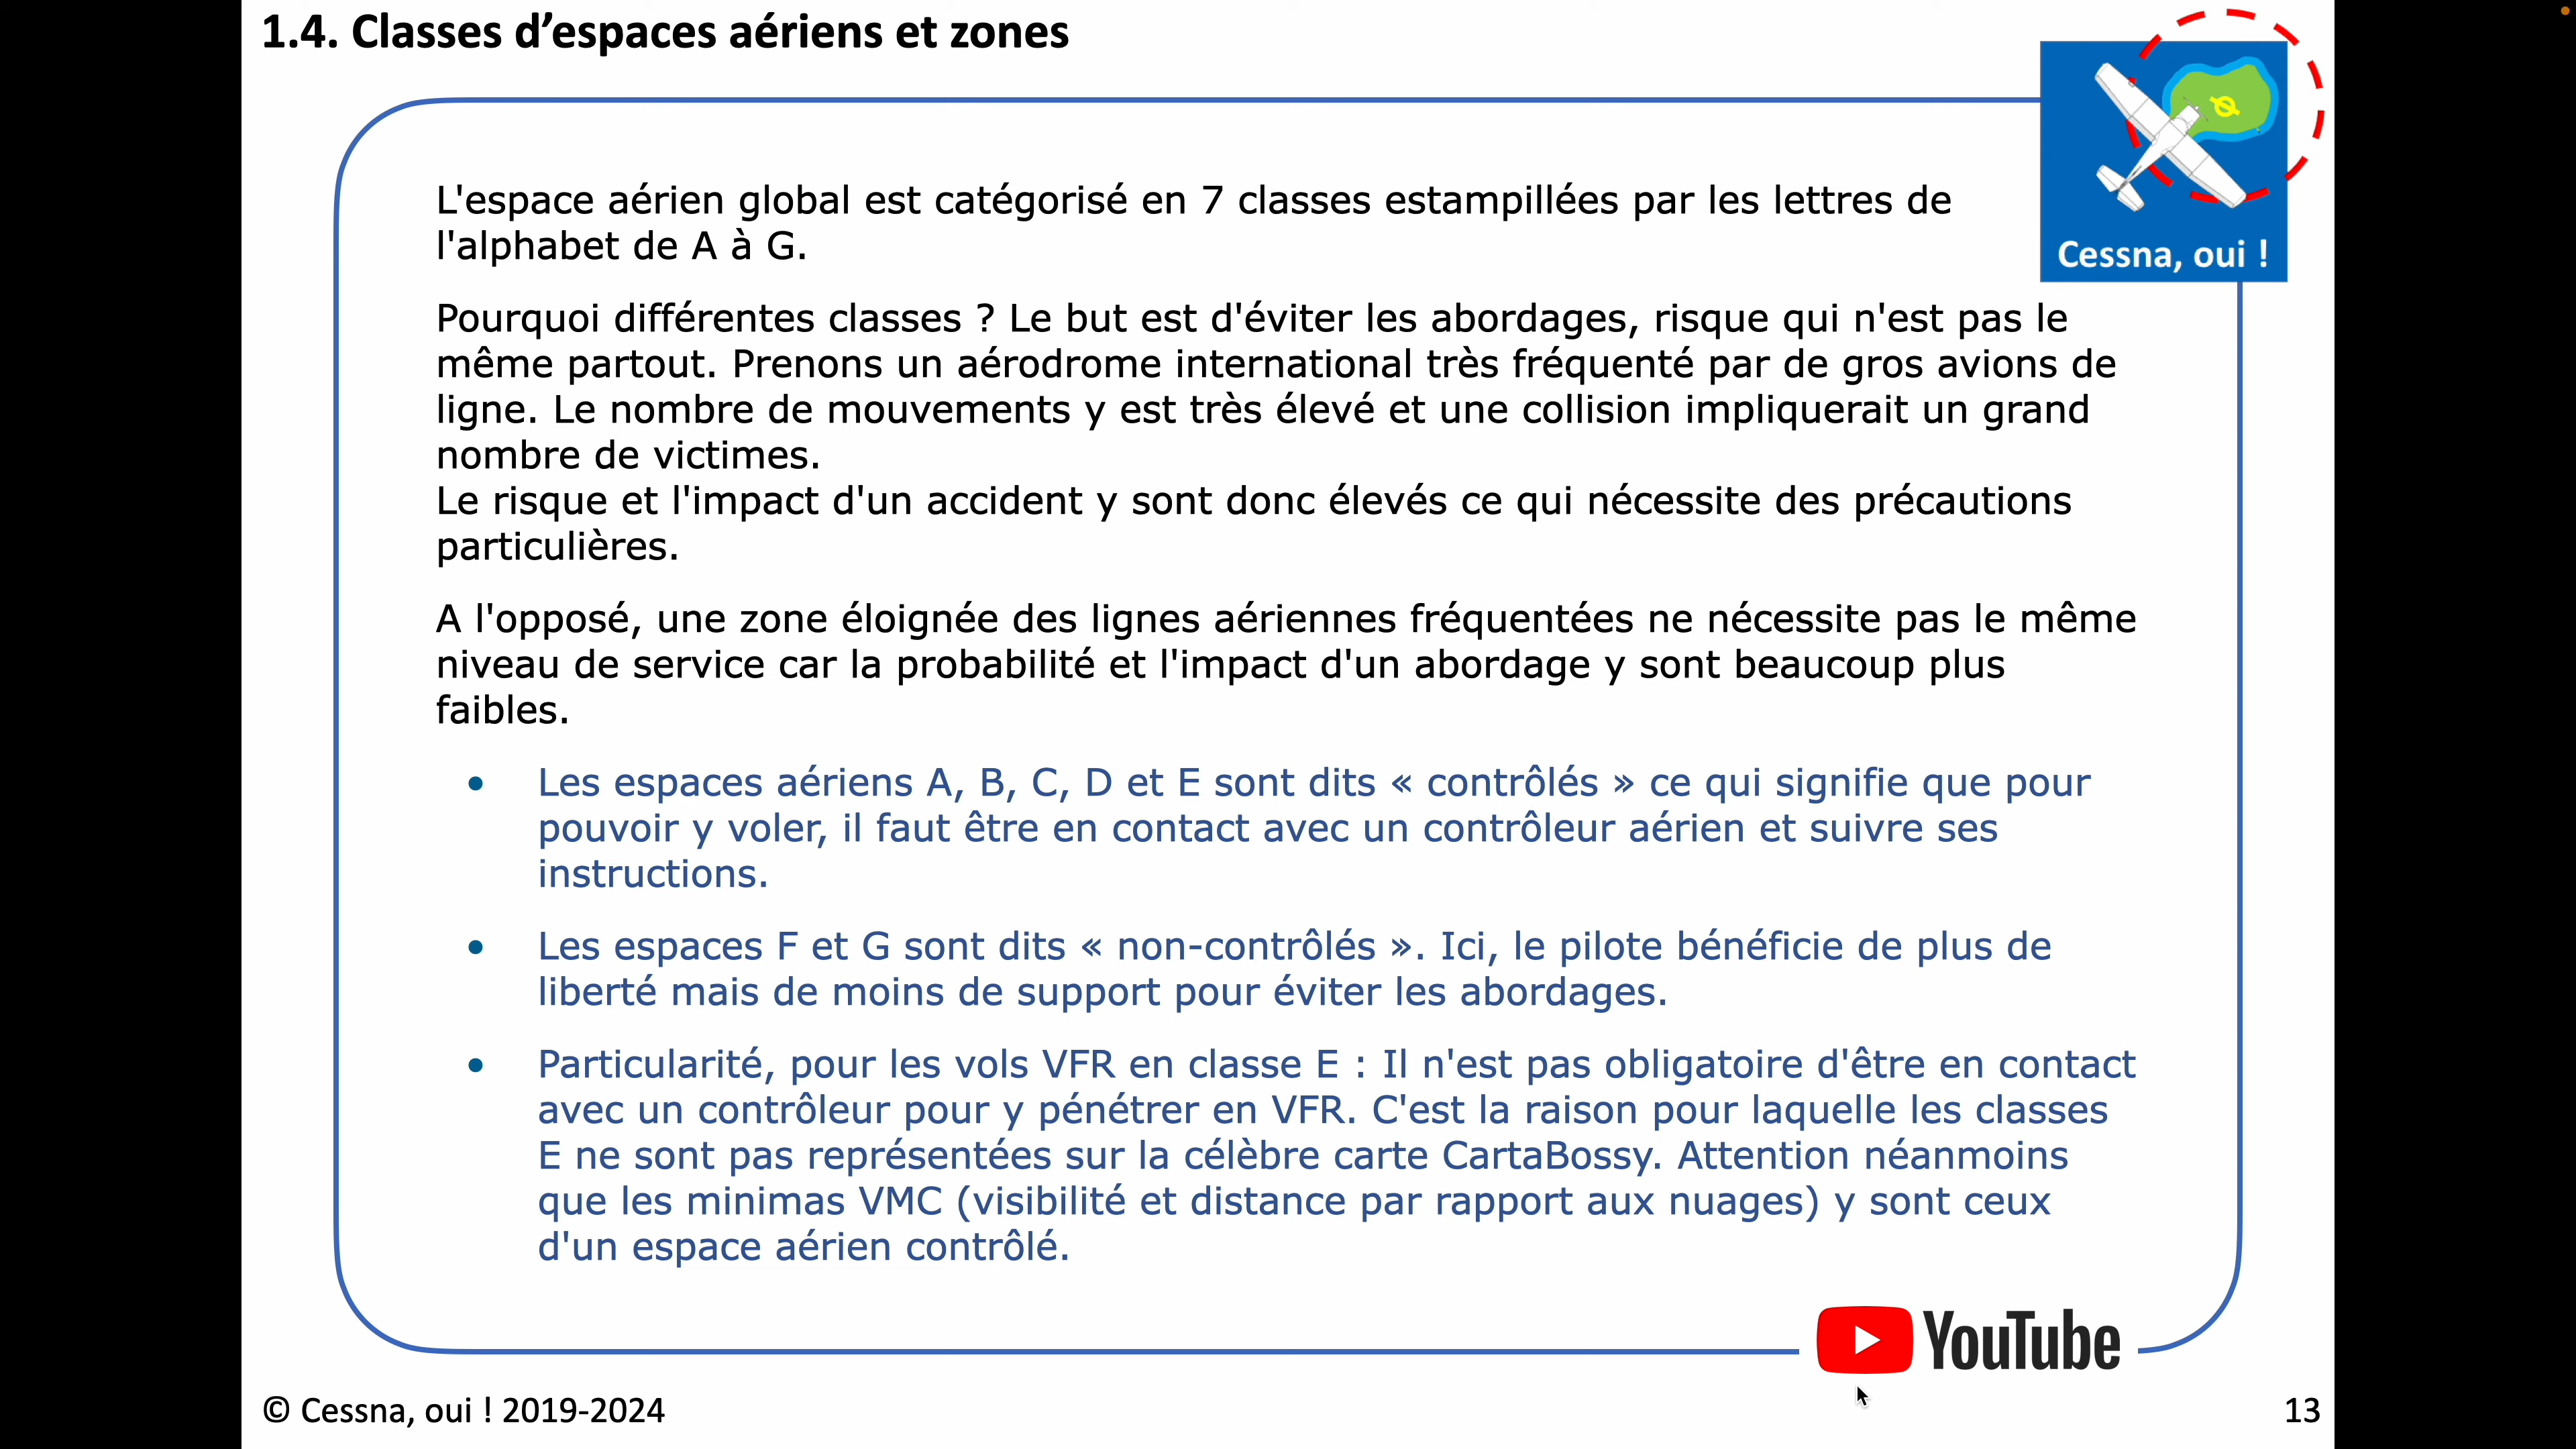 1.4. Classes d’espaces aériens et zones
Cessna, oui !
L'espace aérien global est catégorisé en 7 classes estampillées par les lettres de
l'alphabet de A à G.
Pourquoi différentes classes ? Le but est d'éviter les abordages, risque qui n'est pas le
même partout. Prenons un aérodrome international très fréquenté par de gros avions de
ligne. Le nombre de mouvements y est très élevé et une collision impliquerait un grand
nombre de victimes.
Le risque et l'impact d'un accident y sont donc élevés ce qui nécessite des précautions
particulières.
A l'opposé, une zone éloignée des lignes aériennes fréquentées ne nécessite pas le même
niveau de service car la probabilité et l'impact d'un abordage y sont beaucoup plus
faibles.
• Les espaces aériens A, B, C, D et E sont dits « contrôlés » ce qui signifie que pour
pouvoir y voler, il faut être en contact avec un contrôleur aérien et suivre ses
instructions.
• Les espaces F et G sont dits « non-contrôlés ». Ici, le pilote bénéficie de plus de
liberté mais de moins de support pour éviter les abordages.
• Particularité, pour les vols VFR en classe E : Il n'est pas obligatoire d'être en contact
avec un contrôleur pour y pénétrer en VFR. C'est la raison pour laquelle les classes
E ne sont pas représentées sur la célèbre carte CartaBossy. Attention néanmoins
que les minimas VMC (visibilité et distance par rapport aux nuages) y sont ceux
d'un espace aérien contrôlé.
YouTube
© Cessna, oui ! 2019-2024
13